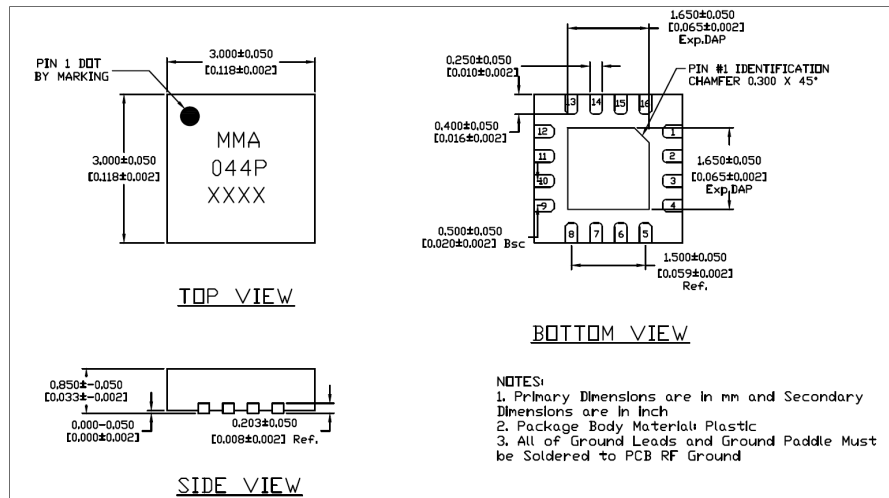 3.000±0.050
[0.118±0.002]
PIN 1 DOT
BY MARKING
3.000±0.050
[0.118±0.002]
MMA
044P
XXXX
TOP VIEW
1.650±0.050
[0.065±0.002]
Exp.DAP
0.250±0.050
[0.010±0.002]
PIN #1 IDENTIFICATION
CHAMFER 0.300 X 45°
13 14 15 16
0.400±0.050
[0.016±0.002]
12
11
10
9
1
2
3
4
1.650±0.050
[0.065±0.002]
Exp.DAP
0.500±0.050
[0.020±0.002] Bsc
8 7 6 5
1.500±0.050
[0.059±0.002]
Ref.
BOTTOM VIEW
0.850±-0.050
[0.033±-0.002]
0.000-0.050
[0.000±0.002]
0.203±0.050
[0.008±0.002] Ref.
SIDE VIEW
NOTES:
1. Primary Dimensions are in mm and Secondary
Dimensions are in inch
2. Package Body Material: Plastic
3. All of Ground Leads and Ground Paddle Must
be Soldered to PCB RF Ground